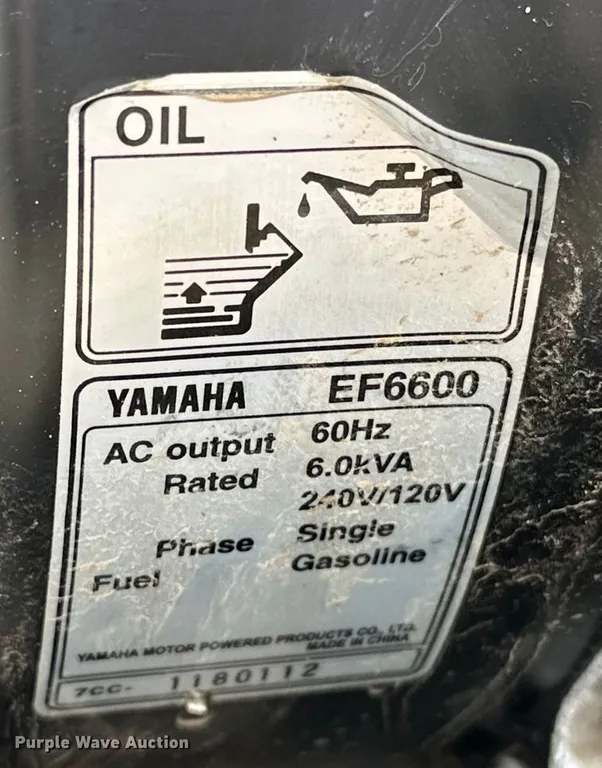 OIL
YAMAHA EF6600
AC output 60Hz
Rated 6.0kVA
240V/120V
Phase Single
Fuel Gasoline
YAMAHA MOTOR POWERED PRODUCTS CO., LTD.
MADE IN CHINA
7CC- 1180112
Purple Wave Auction